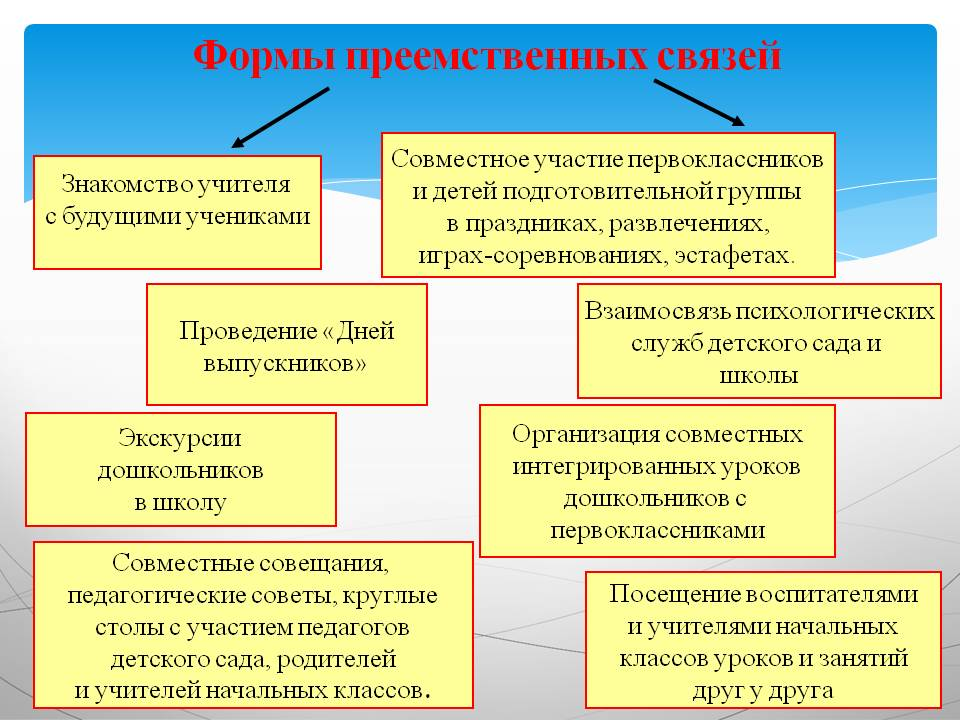 Формы преемственных связей
Знакомство учителя
с будущими учениками
Совместное участие первоклассников
и детей подготовительной группы
в праздниках, развлечениях,
играх-соревнованиях, эстафетах.
Проведение «Дней
выпускников»
Взаимосвязь психологических
служб детского сада и
школы
Экскурсии
дошкольников
в школу
Организация совместных
интегрированных уроков
дошкольников с
первоклассниками
Совместные совещания,
педагогические советы, круглые
столы с участием педагогов
детского сада, родителей
и учителей начальных классов.
Посещение воспитателями
и учителями начальных
классов уроков и занятий
друг у друга